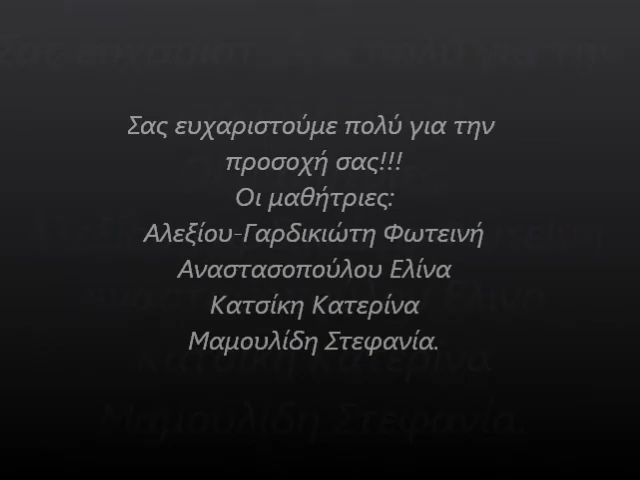 Σας ευχαριστούμε πολύ για την
προσοχή σας!!!
Οι μαθήτριες:
Αλεξίου-Γαρδικιώτη Φωτεινή
Αναστασοπούλου Ελίνα
Κατσίκη Κατερίνα
Μαμουλίδη Στεφανία.